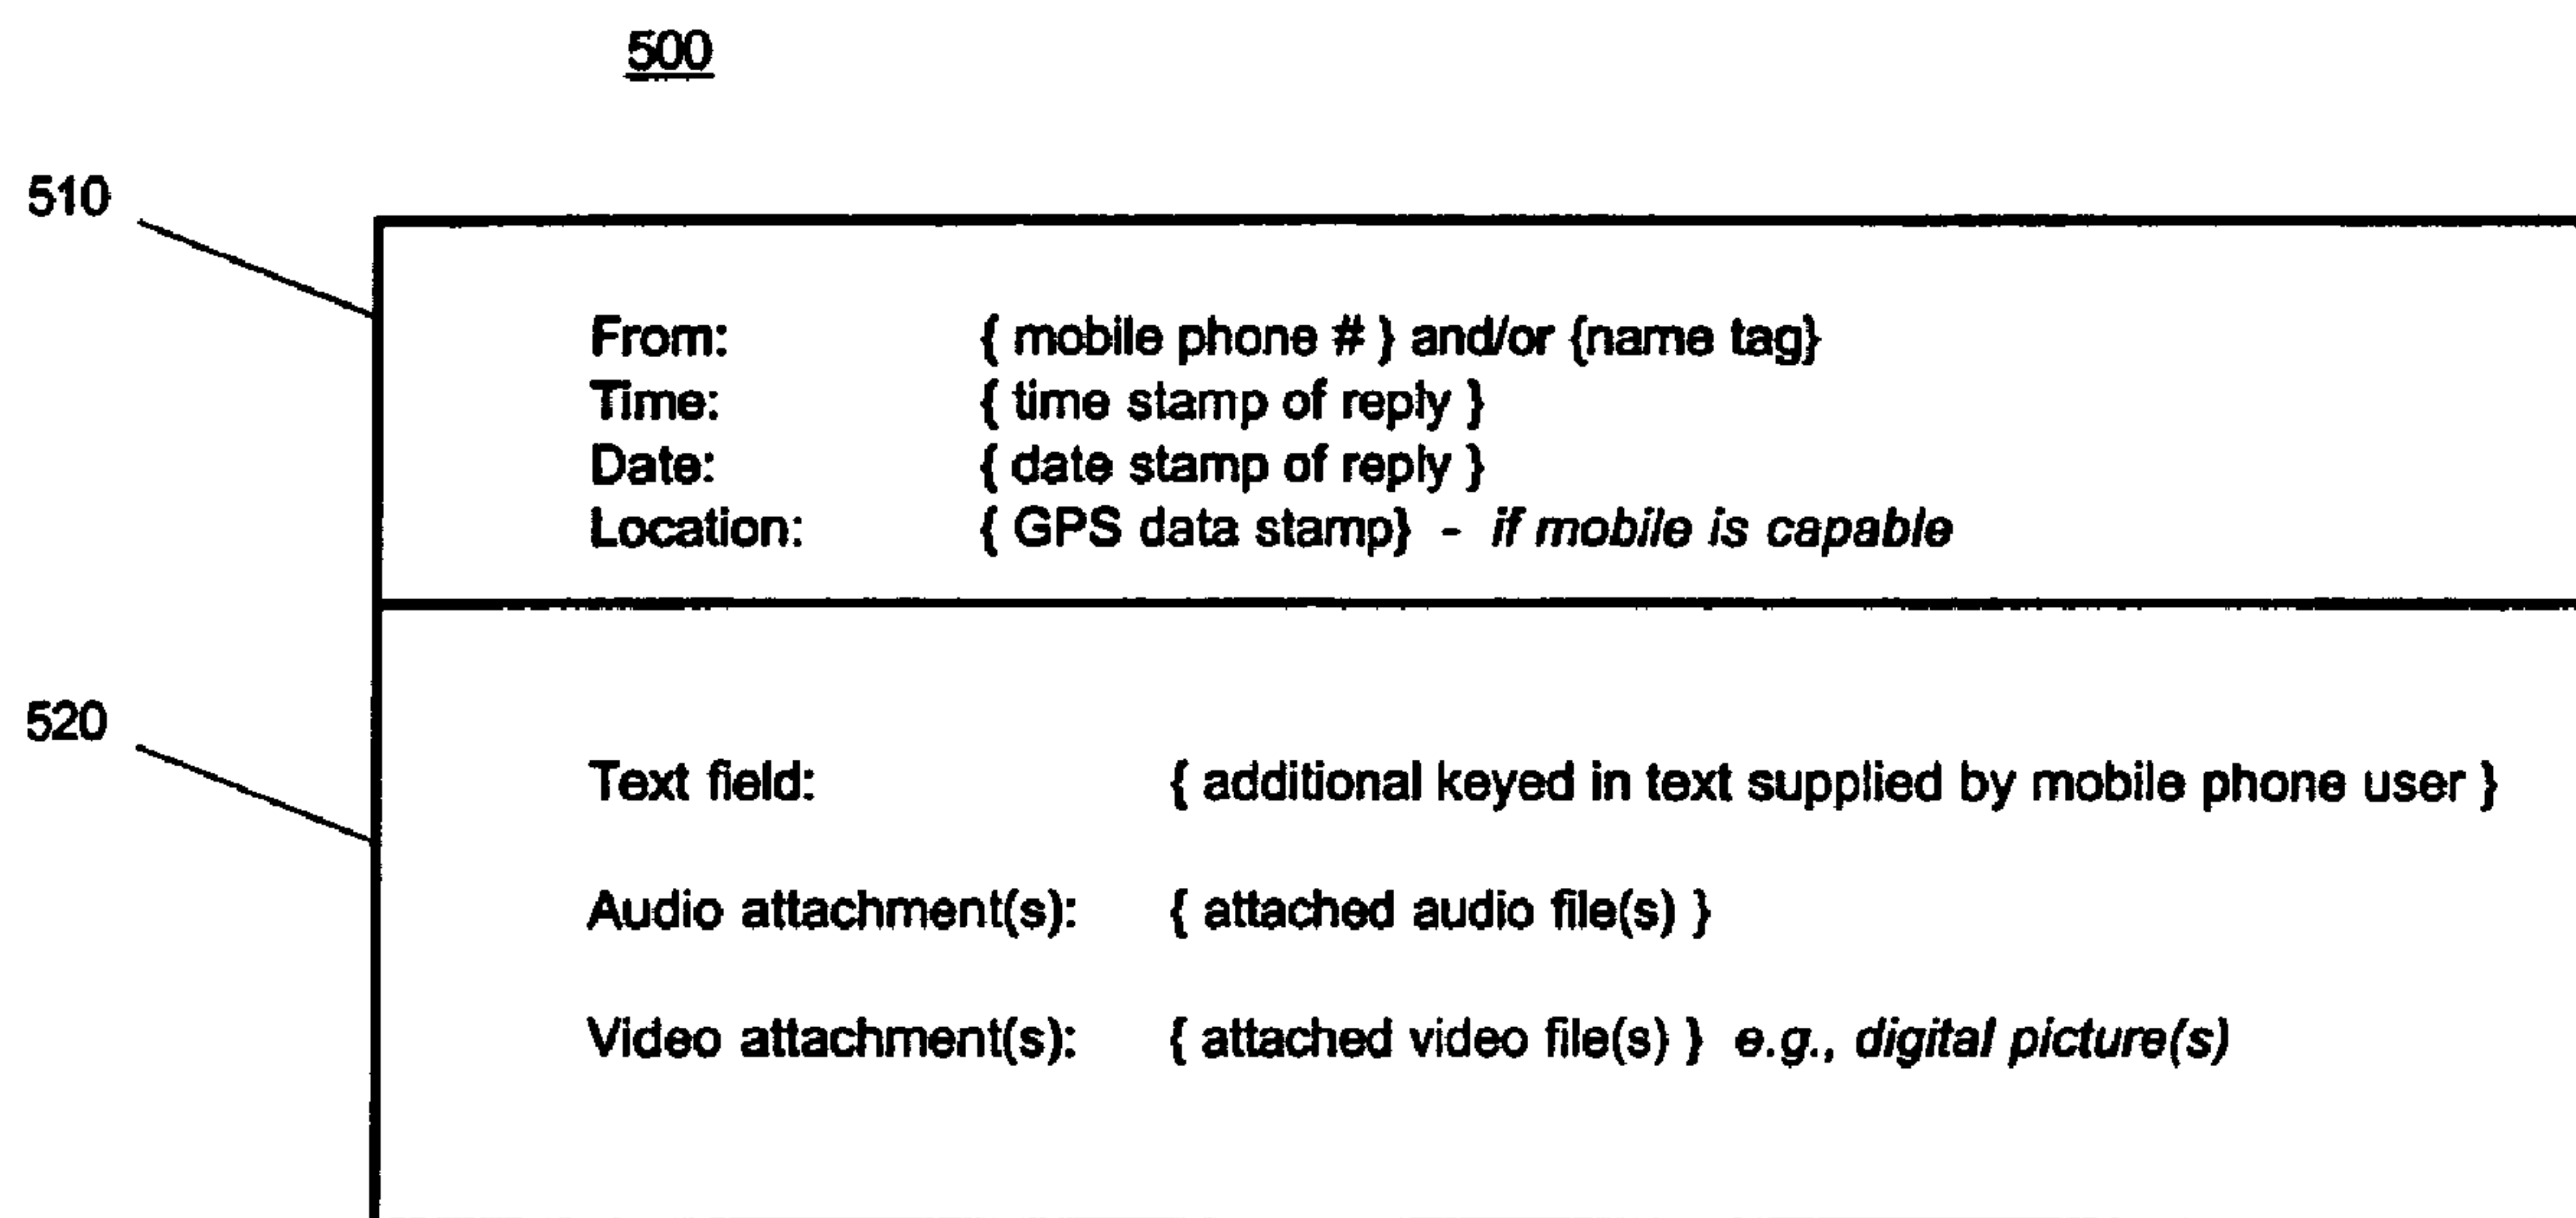 500
510
From: { mobile phone # } and/or {name tag}
Time: { time stamp of reply }
Date: { date stamp of reply }
Location: { GPS data stamp} - if mobile is capable
520
Text field: { additional keyed in text supplied by mobile phone user }
Audio attachment(s): { attached audio file(s) }
Video attachment(s): { attached video file(s) } e.g., digital picture(s)